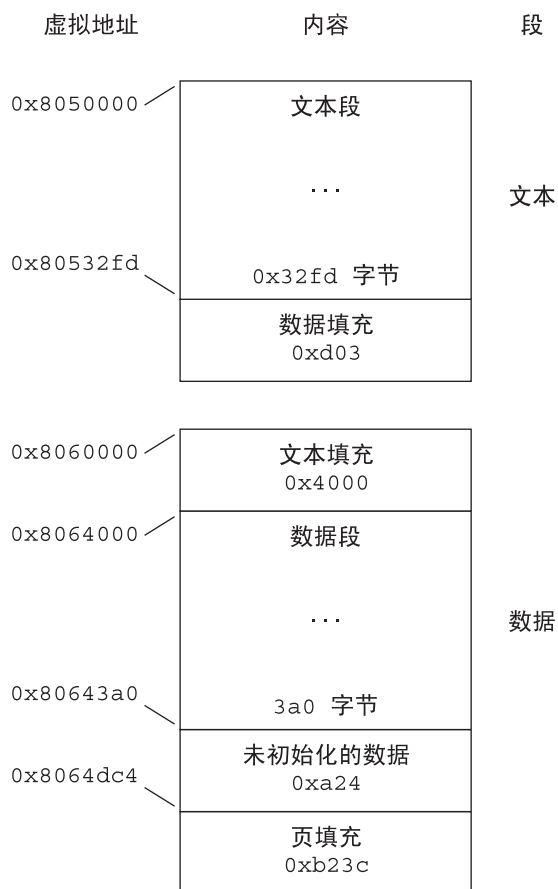 虚拟地址 内容 段
0x8050000
文本段
...
文本
0x80532fd
0x32fd 字节
数据填充
0xd03
0x8060000
文本填充
0x4000
0x8064000
数据段
...
数据
0x80643a0
3a0 字节
未初始化的数据
0xa24
0x8064dc4
页填充
0xb23c